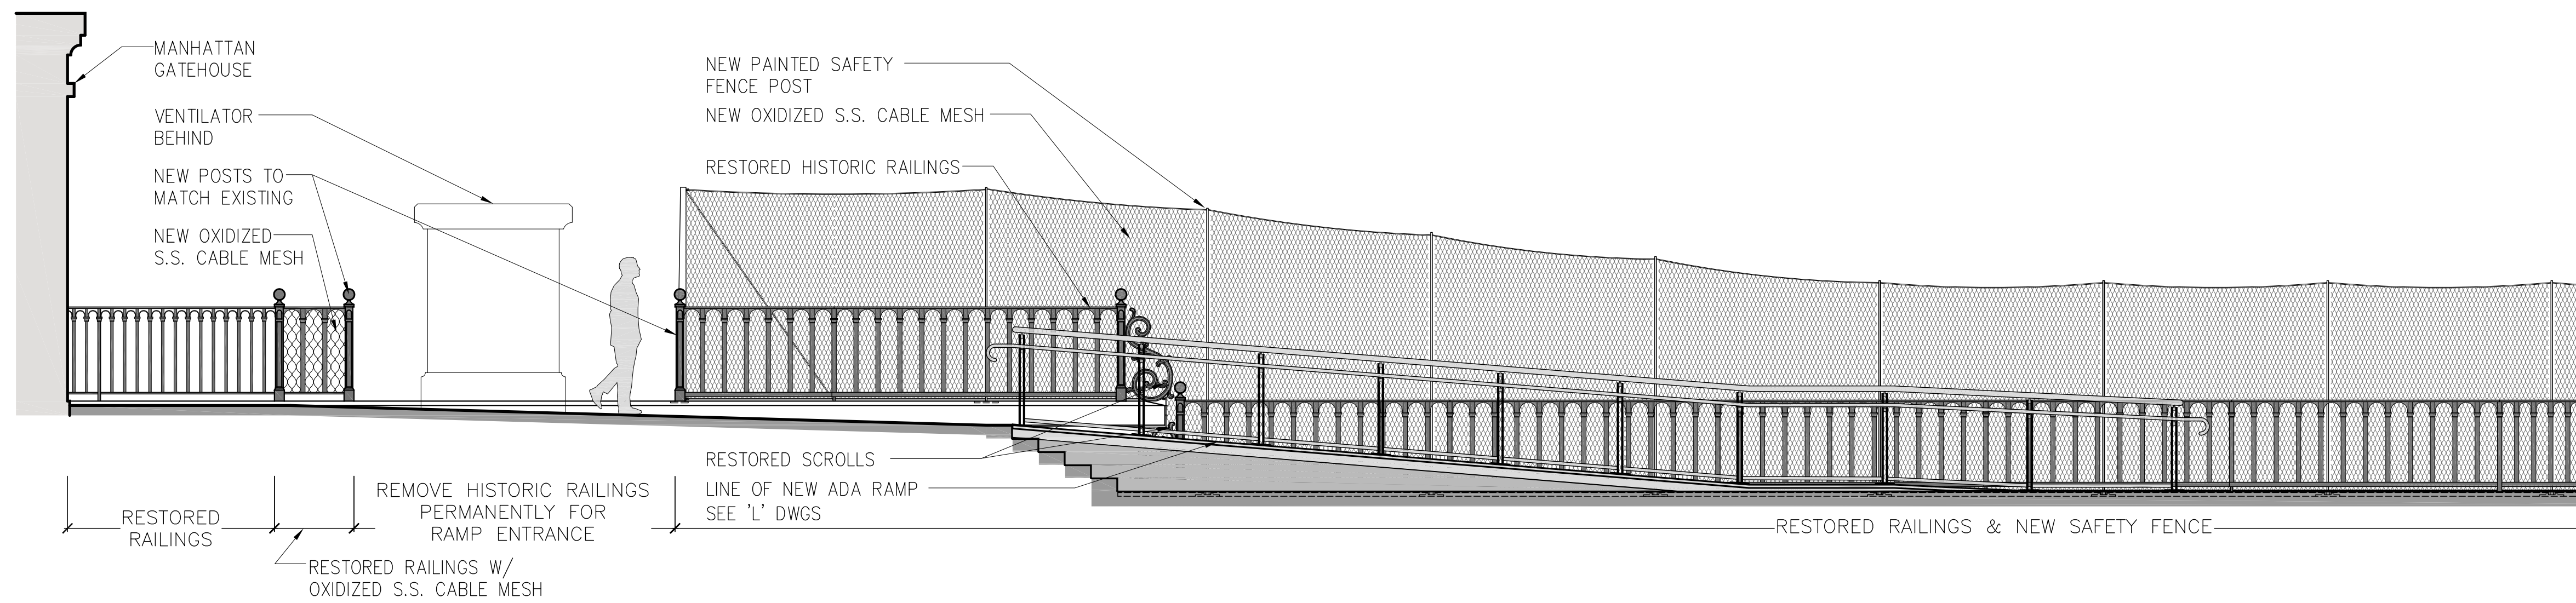 MANHATTAN
GATEHOUSE
VENTILATOR
BEHIND
NEW POSTS TO
MATCH EXISTING
NEW OXIDIZED
S.S. CABLE MESH
NEW PAINTED SAFETY
FENCE POST
NEW OXIDIZED S.S. CABLE MESH
RESTORED HISTORIC RAILINGS
RESTORED SCROLLS
LINE OF NEW ADA RAMP
SEE 'L' DWGS
RESTORED
RAILINGS
REMOVE HISTORIC RAILINGS
PERMANENTLY FOR
RAMP ENTRANCE
RESTORED RAILINGS W/
OXIDIZED S.S. CABLE MESH
RESTORED RAILINGS & NEW SAFETY FENCE